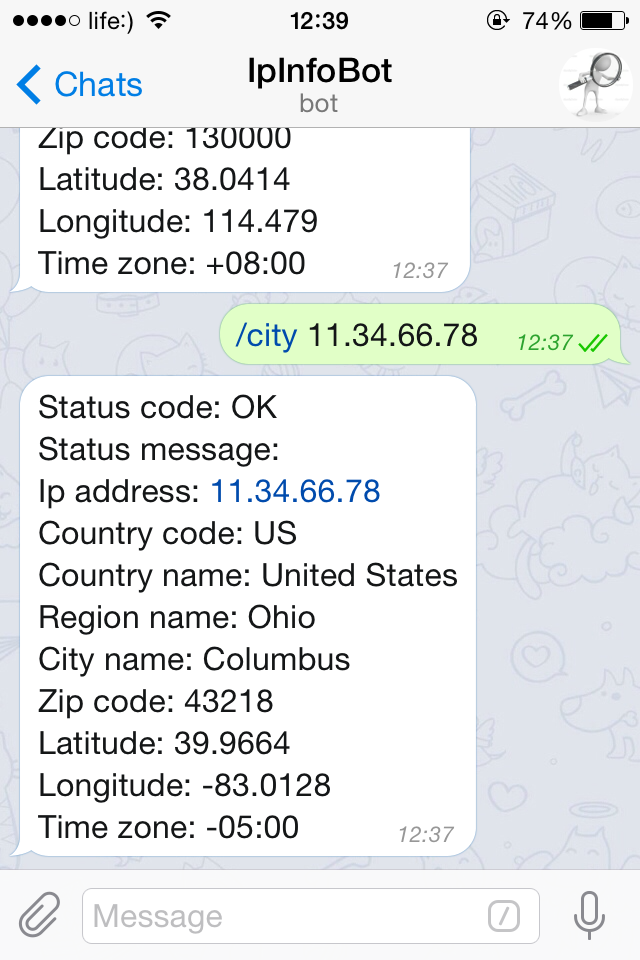 life:) 12:39 74%
Chats
IpInfoBot
bot
Zip code: 130000
Latitude: 38.0414
Longitude: 114.479
Time zone: +08:00 12:37
/city 11.34.66.78 12:37
Status code: OK
Status message:
Ip address: 11.34.66.78
Country code: US
Country name: United States
Region name: Ohio
City name: Columbus
Zip code: 43218
Latitude: 39.9664
Longitude: -83.0128
Time zone: -05:00 12:37
Message /